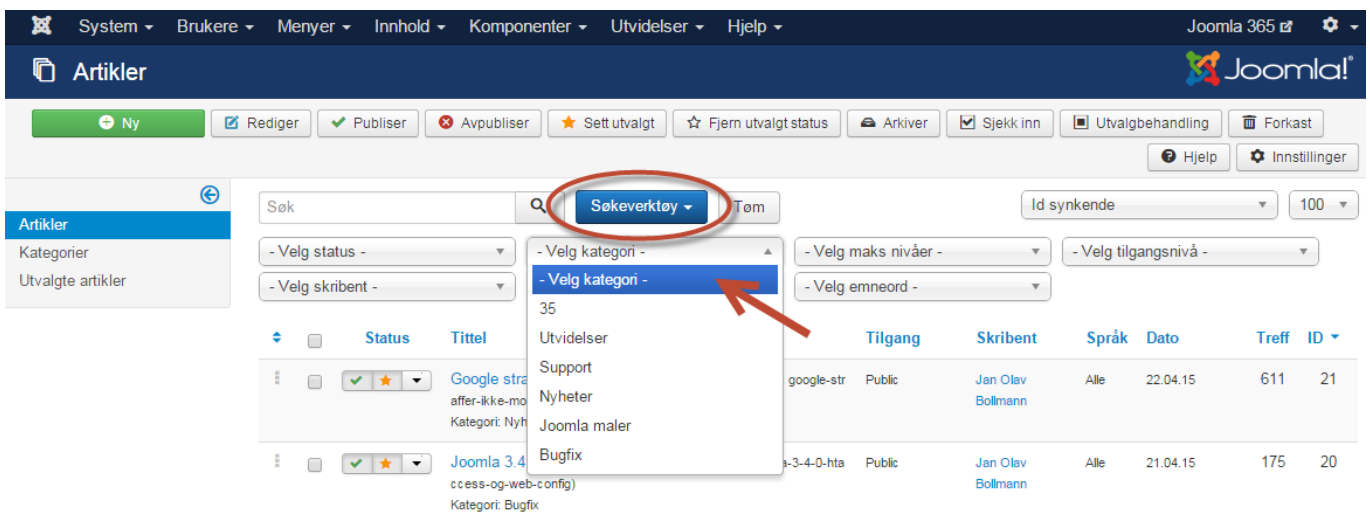 System Brukere Menyer Innhold Komponenter Utvidelser Hjelp Joomla 365
Artikler Joomla!
Ny Rediger Publiser Avpubliser Sett utvalgt Fjern utvalgt status Arkiver Sjekk inn Utvalgbehandling Forkast
Hjelp Innstillinger
Søk Søkeverktøy Tøm Id synkende 100
Artikler
Kategorier
Utvalgte artikler
- Velg status - - Velg kategori - - Velg maks nivåer - - Velg tilgangsnivå -
- Velg skribent - - Velg kategori - - Velg emneord -
35
Utvidelser
Support
Nyheter
Joomla maler
Bugfix
Status Tittel Tilgang Skribent Språk Dato Treff ID
Google stra google-str Public Jan Olav Alle 22.04.15 611 21
affer-ikke-mo Bollmann
Kategori: Nyh
Joomla 3.4 a-3-4-0-hta Public Jan Olav Alle 21.04.15 175 20
ccess-og-web-config) Bollmann
Kategori: Bugfix